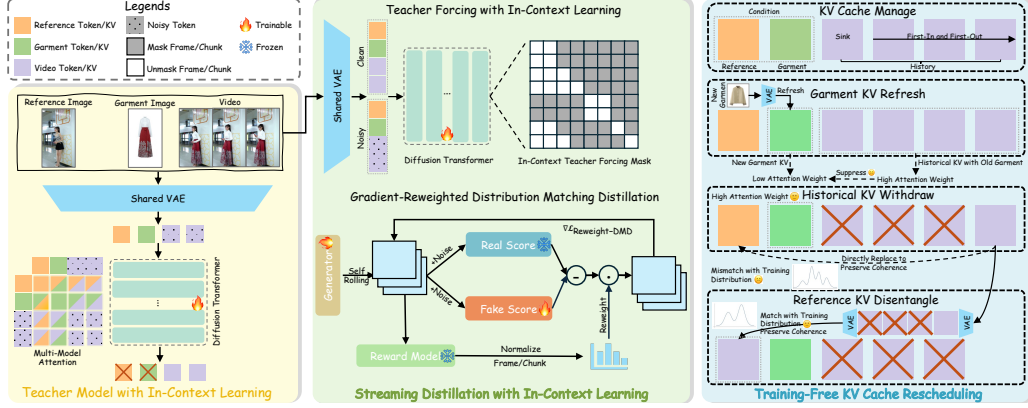 Legends
Reference Token/KV
Noisy Token
Trainable
Garment Token/KV
Mask Frame/Chunk
Frozen
Video Token/KV
Unmask Frame/Chunk
Reference Image
Garment Image
Video
Shared VAE
Diffusion Transformer
...
Multi-Model
Attention
Teacher Model with In-Context Learning
Teacher Forcing with In-Context Learning
Shared VAE
Clean
Noisy
...
Diffusion Transformer
In-Context Teacher Forcing Mask
Gradient-Reweighted Distribution Matching Distillation
Generator
Self
Rolling
+Noise
+Noise
Real Score
Fake Score
∇ℒReweight-DMD
Reweight
Reward Model
Normalize
Frame/Chunk
Streaming Distillation with In-Context Learning
KV Cache Manage
Condition
Sink
First-In and First-Out
Reference
Garment
History
Garment KV Refresh
New
Garmen
VAE
Refresh
New Garment KV
Historical KV with Old Garment
Low Attention Weight
Suppress
High Attention Weight
High Attention Weight
Historical KV Withdraw
Directly Replace to
Preserve Coherence
Mismatch with Training
Distribution
Reference KV Disentangle
Match with Training
Distribution
Preserve Coherence
VAE
VAE
Training-Free KV Cache Rescheduling